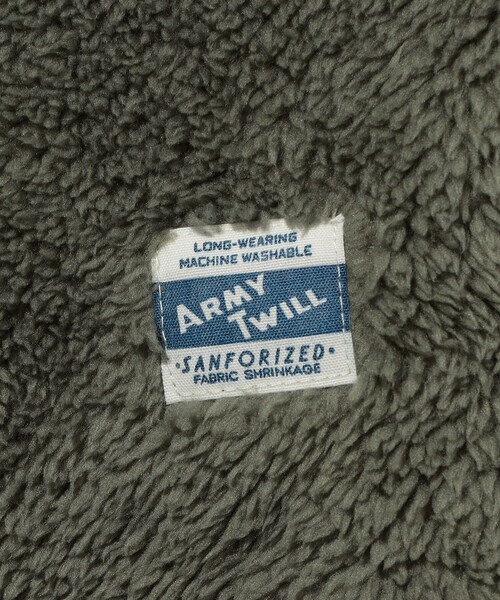 LONG-WEARING
MACHINE WASHABLE
ARMY
TWILL
·SANFORIZED·
FABRIC SHRINKAGE